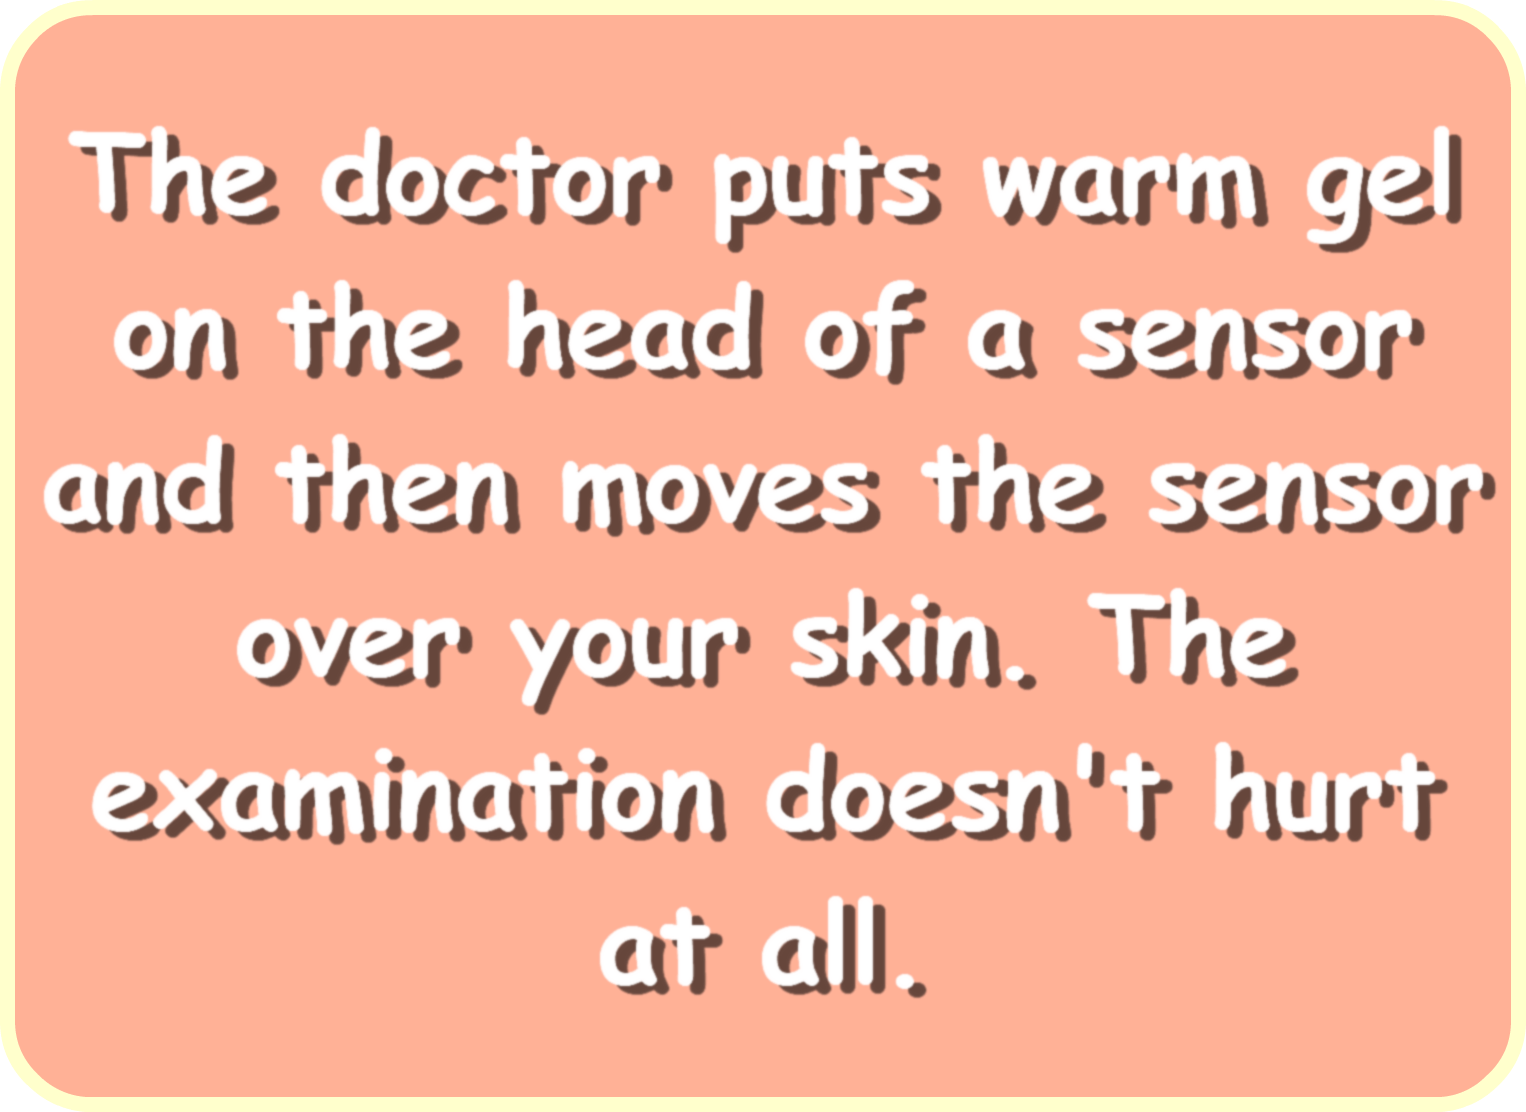 The doctor puts warm gel
on the head of a sensor
and then moves the sensor
over your skin. The
examination doesn't hurt
at all.